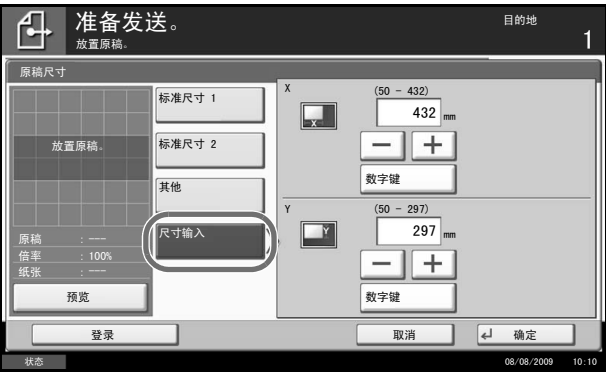 准备发送。
放置原稿。
目的地
1
原稿尺寸
放置原稿。
原稿 : ---
倍率 : 100%
纸张 : ---
预览
标准尺寸 1
标准尺寸 2
其他
尺寸输入
X
(50 - 432)
X
432 mm
数字键
Y
(50 - 297)
Y
297 mm
数字键
登录
取消
确定
状态
08/08/2009 10:10